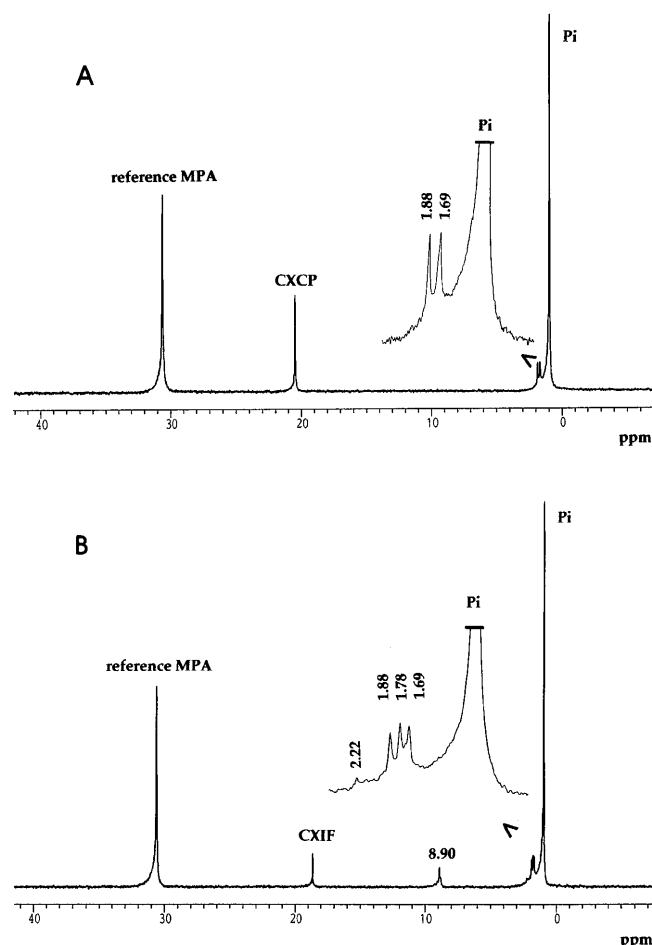 A
Pi
Pi
reference MPA
1.88
1.69
CXCP
40
30
20
10
0
ppm
B
Pi
Pi
reference MPA
1.88
1.78
1.69
2.22
CXIF
8.90
40
30
20
10
0
ppm